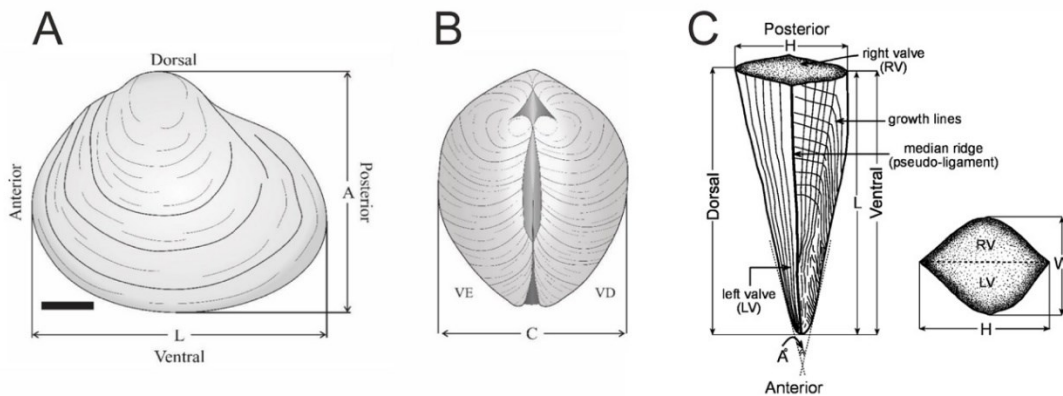 A
Dorsal
Anterior
A
Posterior
L
Ventral
B
VE
VD
C
C
Posterior
H
right valve
(RV)
growth lines
median ridge
(pseudo-ligament)
Dorsal
L
Ventral
left valve
(LV)
A°
Anterior
RV
LV
W
H